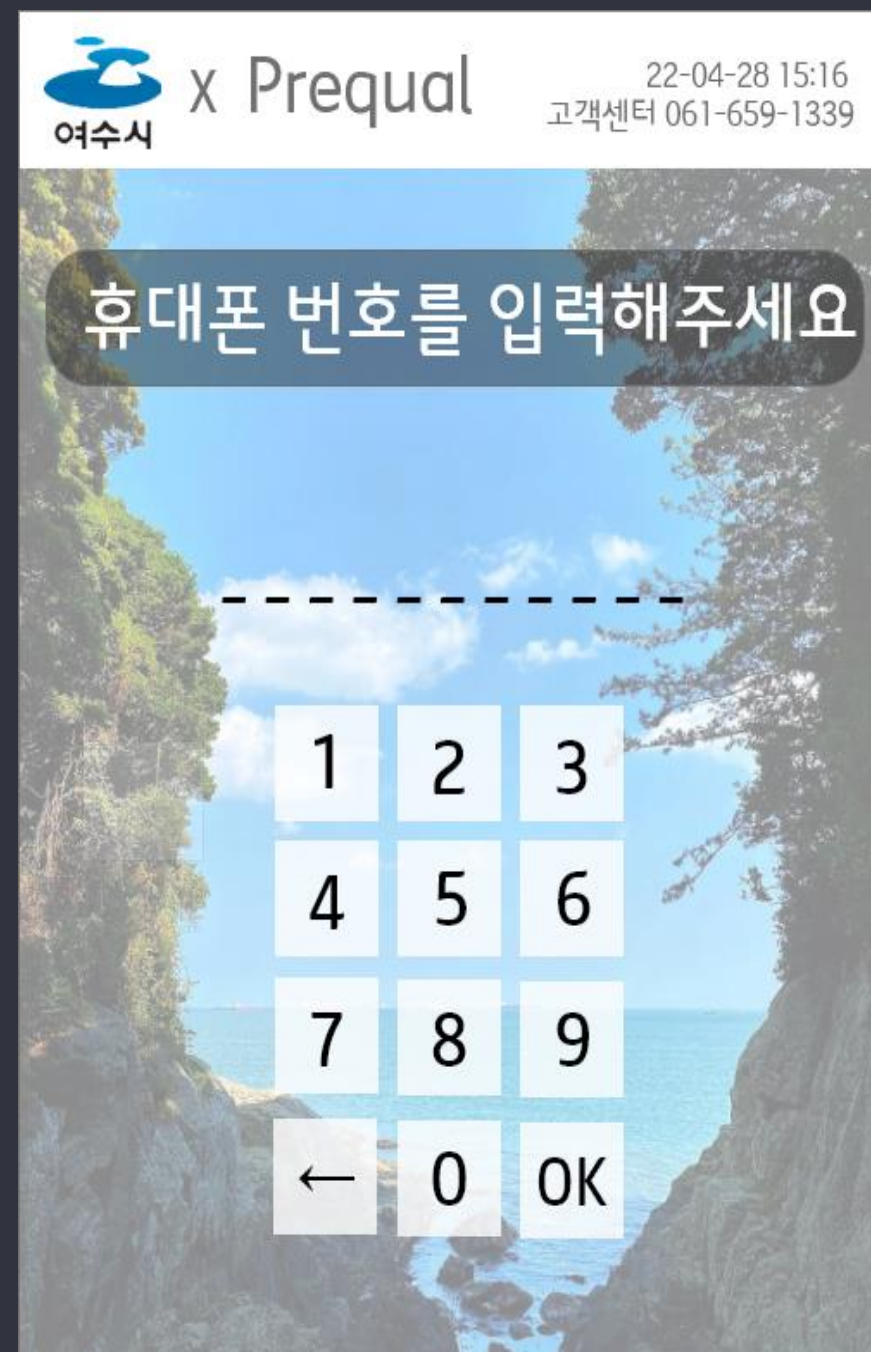 여수시
x Prequal
22-04-28 15:16
고객센터 061-659-1339
휴대폰 번호를 입력해주세요
- - - - - - - - - - -
1 2 3
4 5 6
7 8 9
← 0 OK